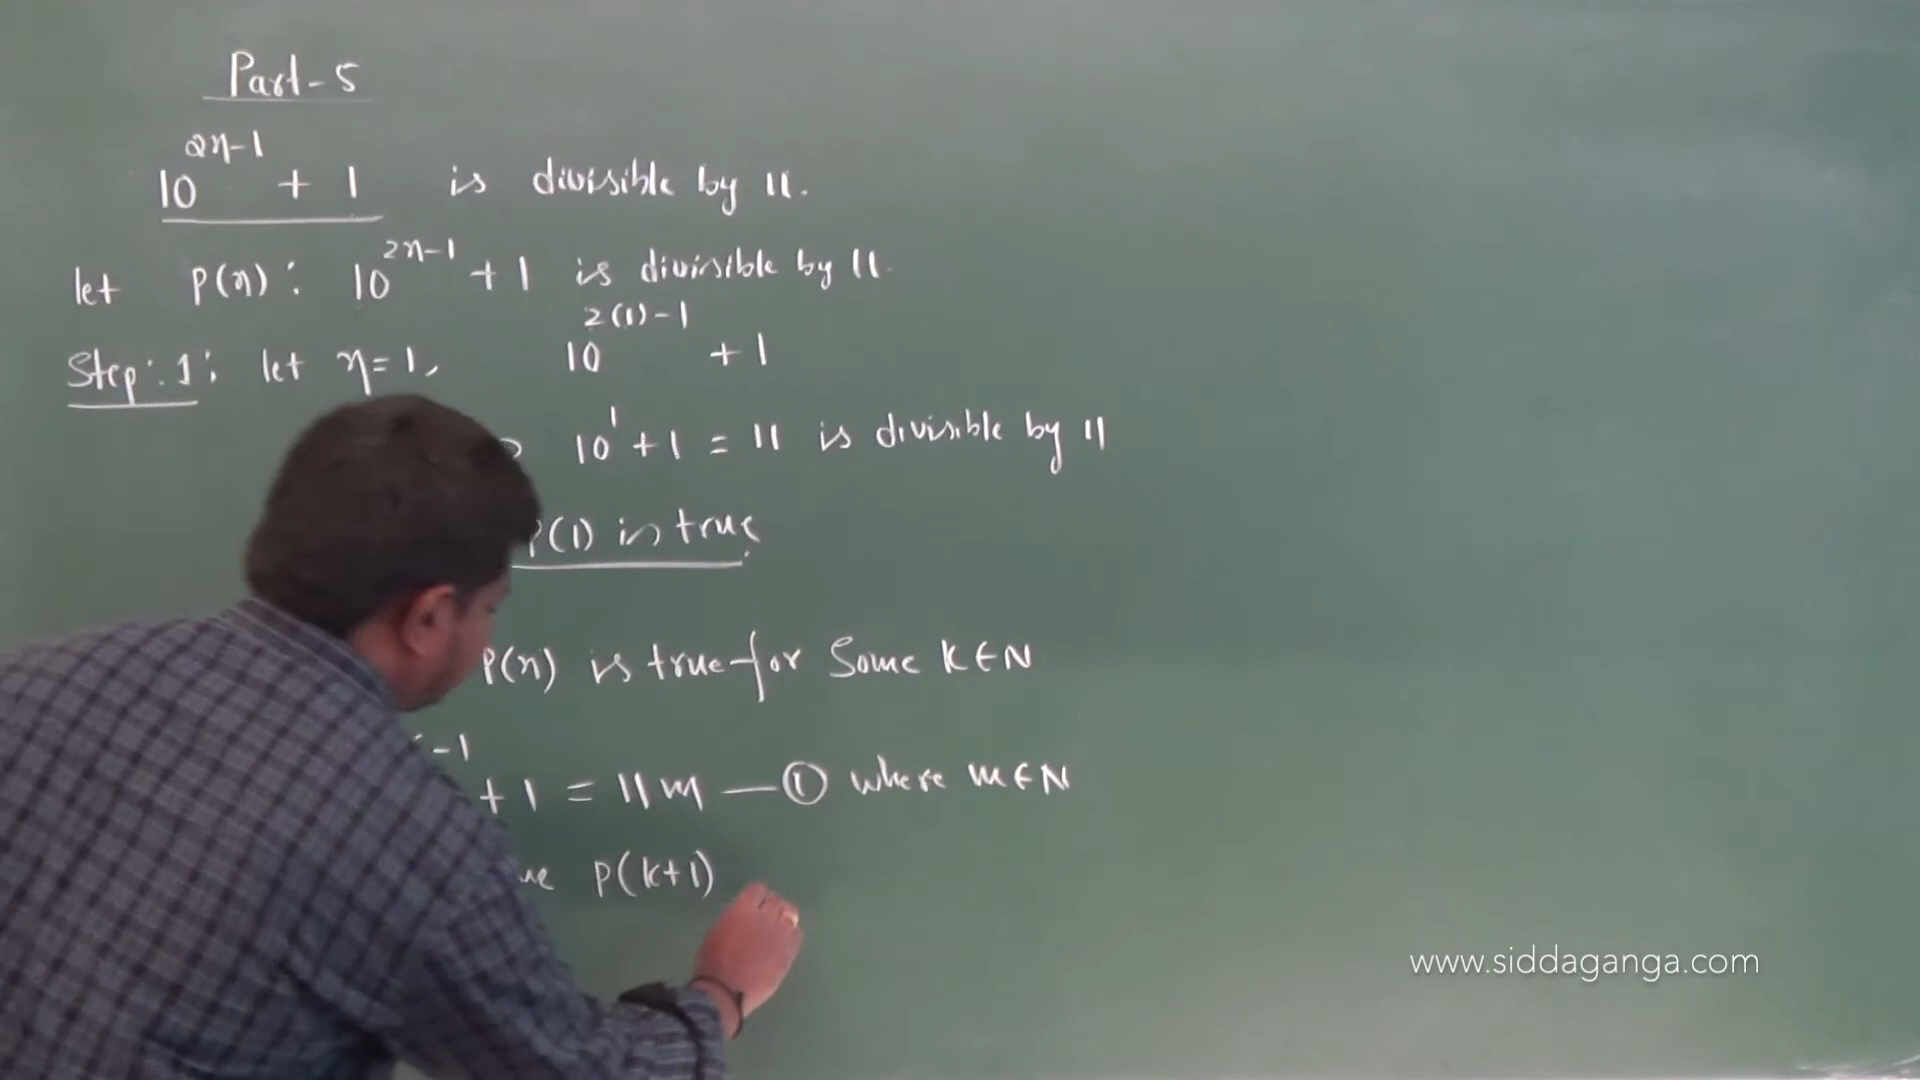 Part-5
10^{2n-1} + 1 is divisible by 11.
let P(n): 10^{2n-1} + 1 is divisible by 11.
Step:1: let n=1, 10^{2(1)-1} + 1
10^1 + 1 = 11 is divisible by 11
P(1) is true
P(n) is true for Some K∈N
-1 + 1 = 11m — ① where m∈N
P(k+1)
www.siddaganga.com